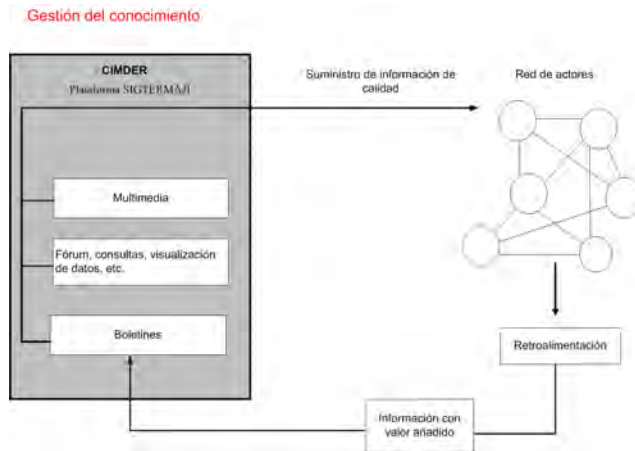 Gestión del conocimiento
CIMDER
Plataforma SIGTERMAJI
Suministro de información de
calidad
Red de actores
Multimedia
Fórum, consultas, visualización
de datos, etc.
Boletines
Retroalimentación
Información con
valor añadido